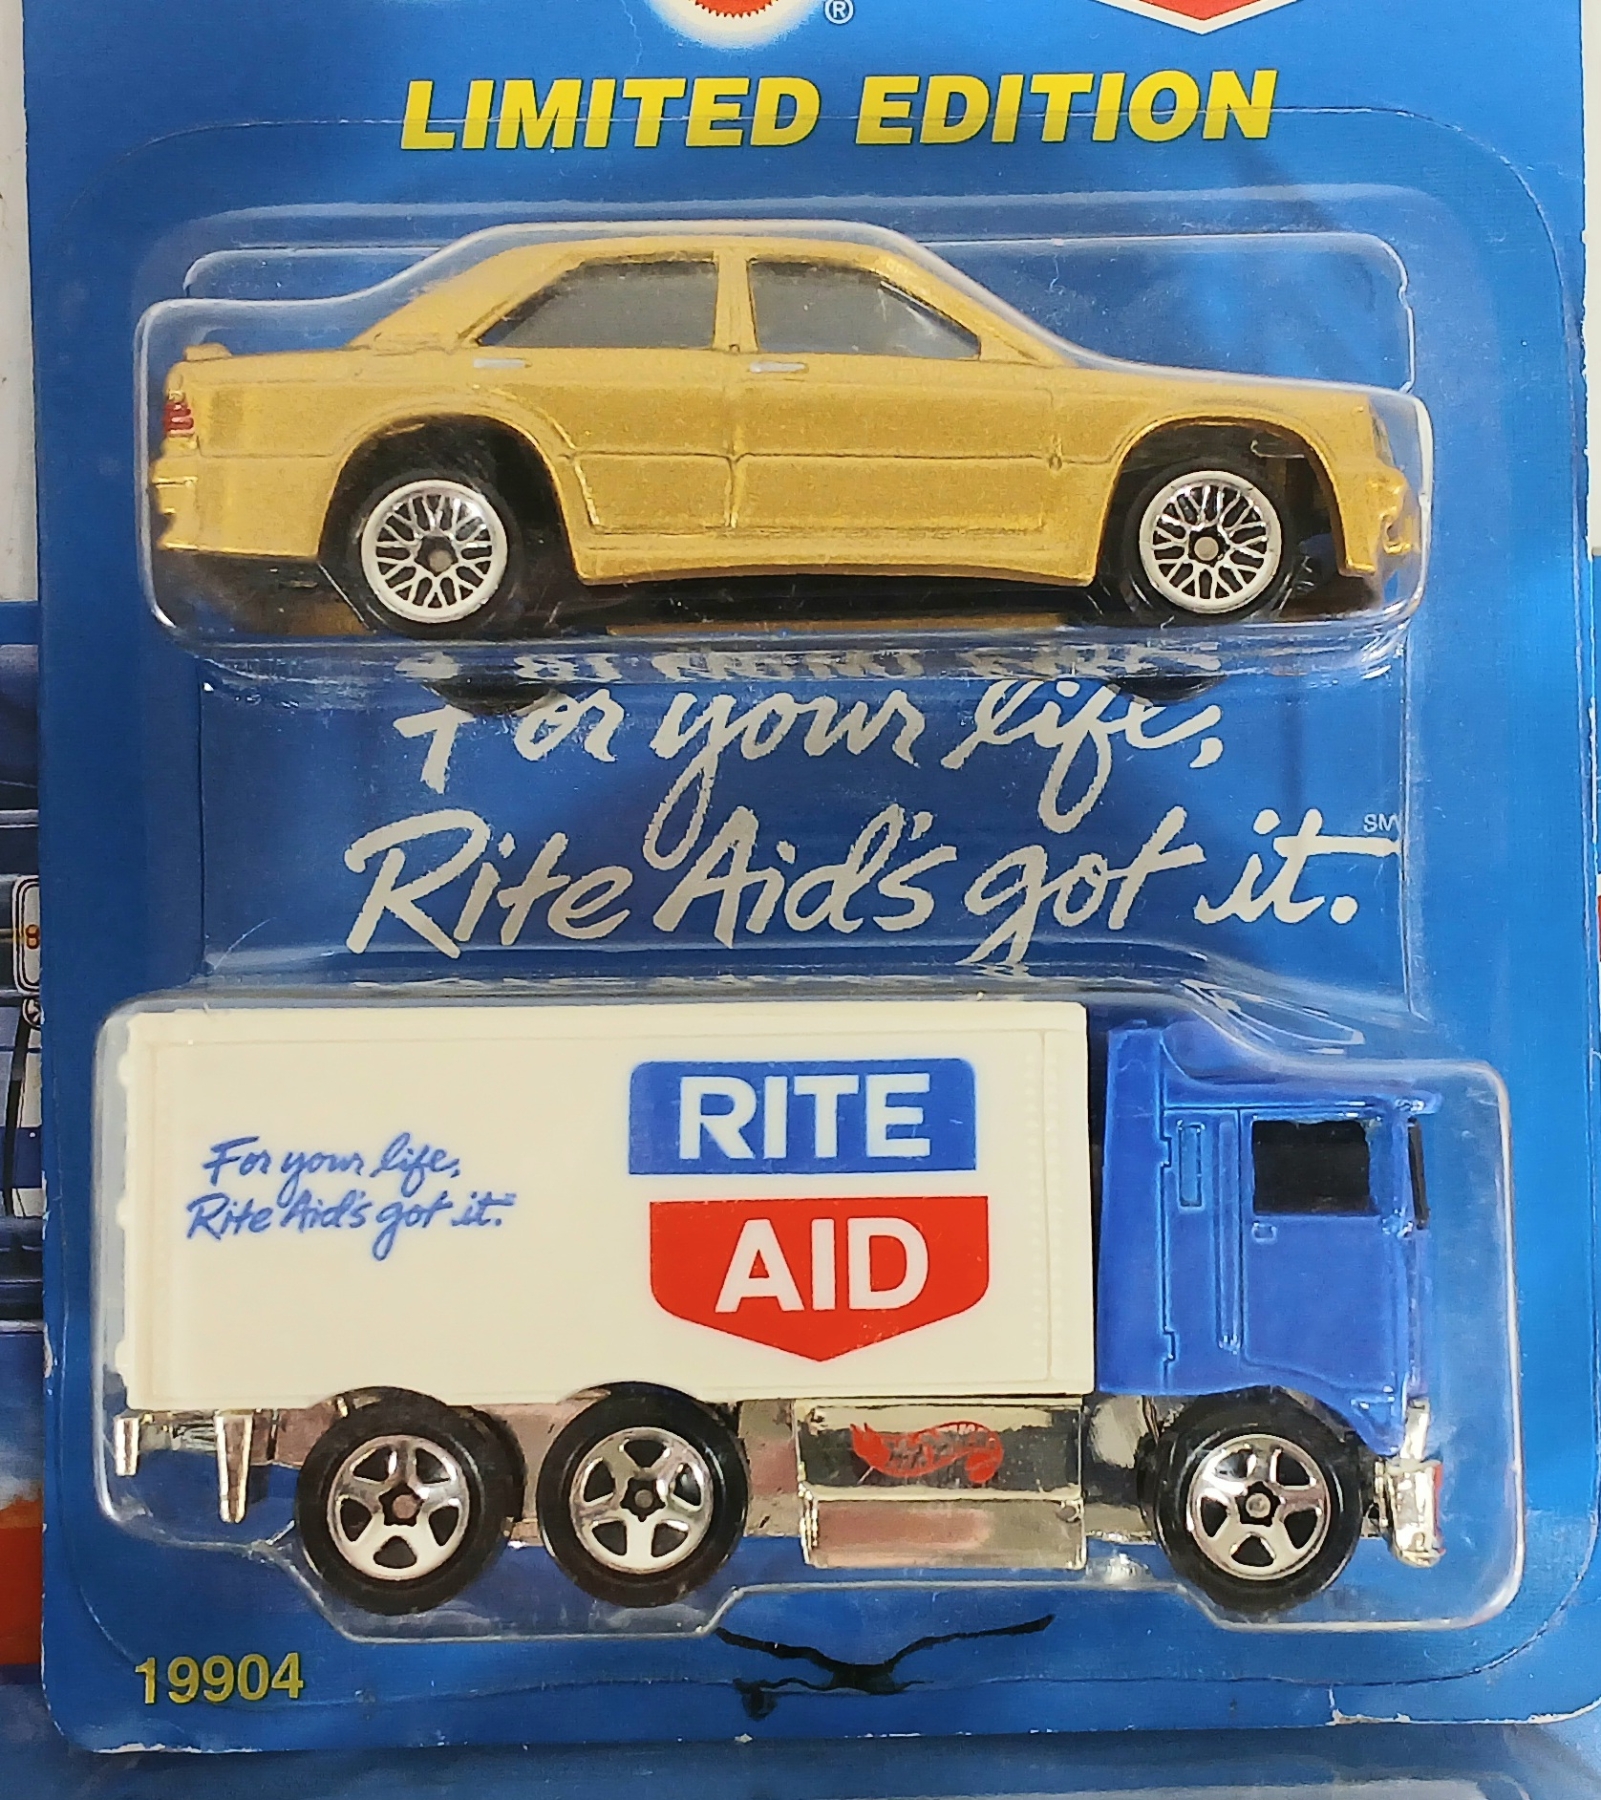 ®
LIMITED EDITION
For your life,
Rite Aid's got it.℠
RITE
AID
For your life,
Rite Aid's got it.
19904